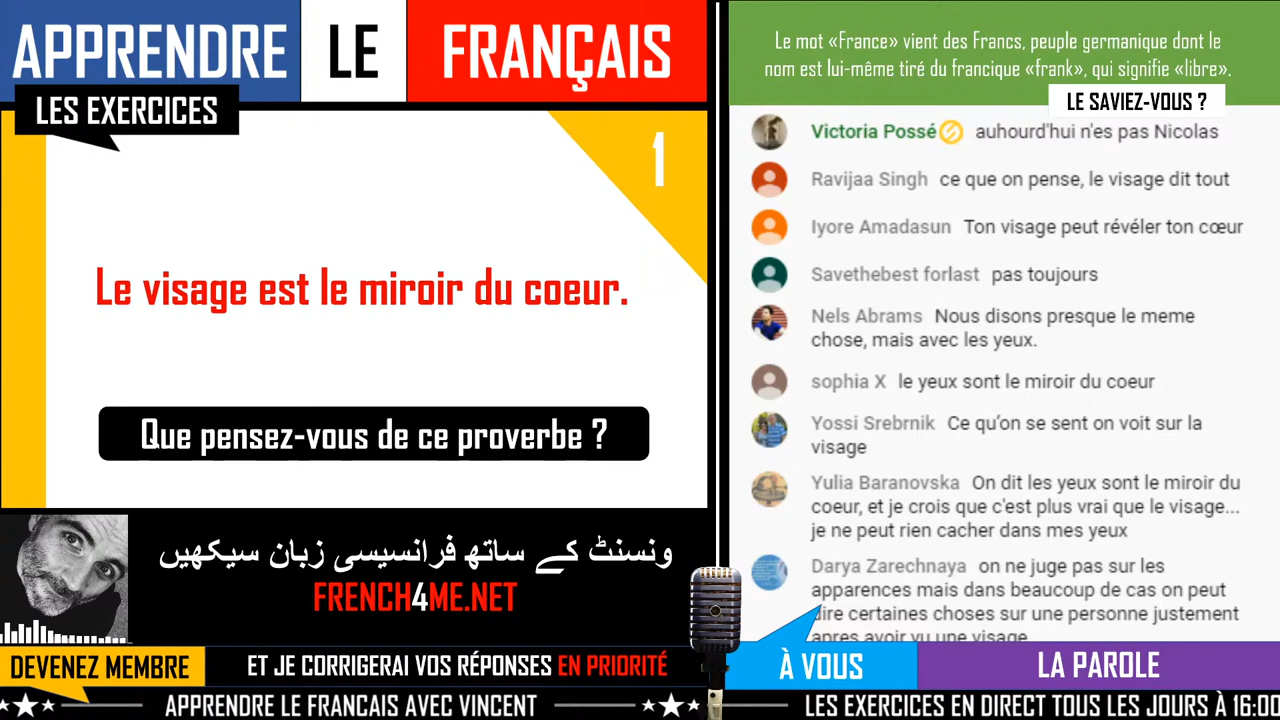 APPRENDRE LE FRANÇAIS
LES EXERCICES
1
Le visage est le miroir du coeur.
Que pensez-vous de ce proverbe ?
ونسنٹ کے ساتھ فرانسیسی زبان سیکھیں
FRENCH4ME.NET
DEVENEZ MEMBRE
ET JE CORRIGERAI VOS RÉPONSES EN PRIORITÉ
APPRENDRE LE FRANCAIS AVEC VINCENT
Le mot «France» vient des Francs, peuple germanique dont le
nom est lui-même tiré du francique «frank», qui signifie «libre».
LE SAVIEZ-VOUS ?
Victoria Possé auhourd'hui n'es pas Nicolas
Ravijaa Singh ce que on pense, le visage dit tout
Iyore Amadasun Ton visage peut révéler ton cœur
Savethebest forlast pas toujours
Nels Abrams Nous disons presque le meme
chose, mais avec les yeux.
sophia X le yeux sont le miroir du coeur
Yossi Srebrnik Ce qu’on se sent on voit sur la
visage
Yulia Baranovska On dit les yeux sont le miroir du
coeur, et je crois que c'est plus vrai que le visage...
je ne peut rien cacher dans mes yeux
Darya Zarechnaya on ne juge pas sur les
apparences mais dans beaucoup de cas on peut
dire certaines choses sur une personne justement
apres avoir vu une visage
À VOUS
LA PAROLE
LES EXERCICES EN DIRECT TOUS LES JOURS À 16:00